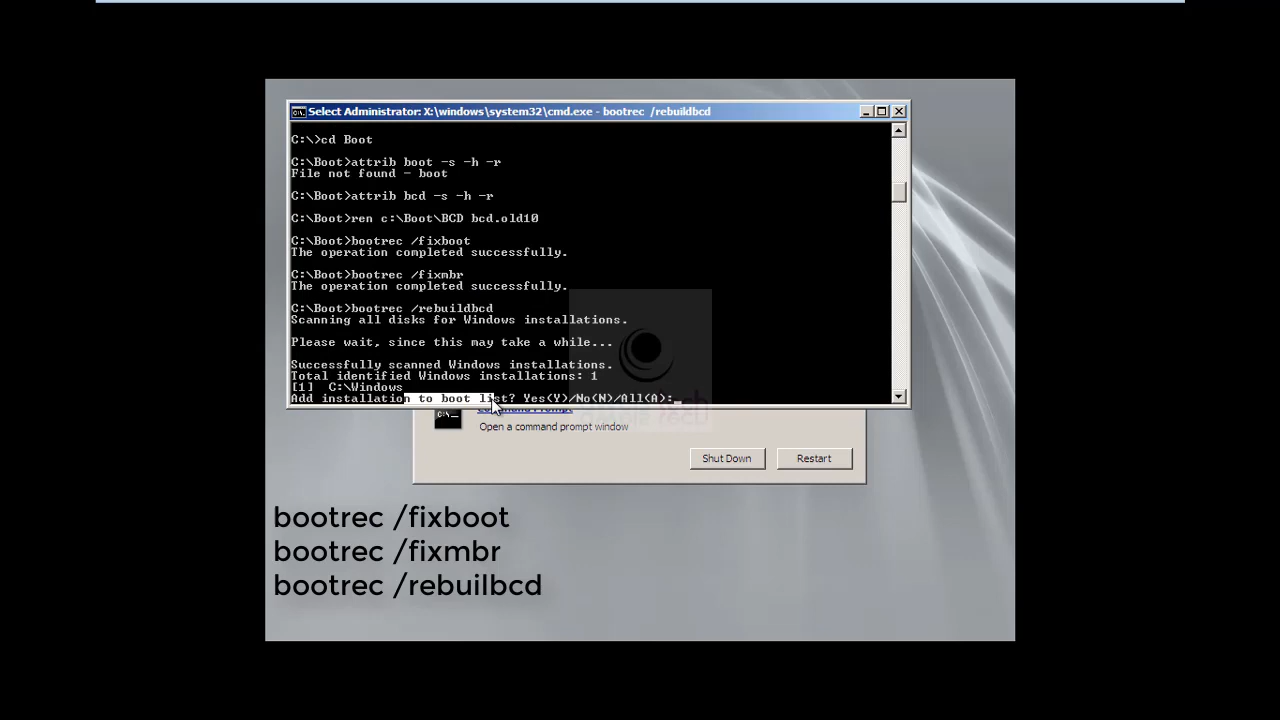 Select Administrator: X:\windows\system32\cmd.exe - bootrec /rebuildbcd
C:\>cd Boot
C:\Boot>attrib boot -s -h -r
File not found - boot
C:\Boot>attrib bcd -s -h -r
C:\Boot>ren c:\Boot\BCD bcd.old10
C:\Boot>bootrec /fixboot
The operation completed successfully.
C:\Boot>bootrec /fixmbr
The operation completed successfully.
C:\Boot>bootrec /rebuildbcd
Scanning all disks for Windows installations.
Please wait, since this may take a while...
Successfully scanned Windows installations.
Total identified Windows installations: 1
[1] C:\Windows
Add installation to boot list? Yes(Y)/No(N)/All(A):_
Command Prompt
Open a command prompt window
Shut Down
Restart
bootrec /fixboot
bootrec /fixmbr
bootrec /rebuilbcd